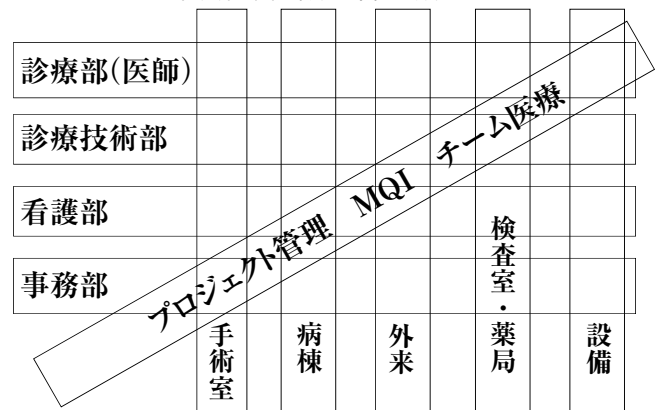 診療部(医師)
診療技術部
看護部
事務部
プロジェクト管理 MQI チーム医療
手術室
病棟
外来
検査室・薬局
設備